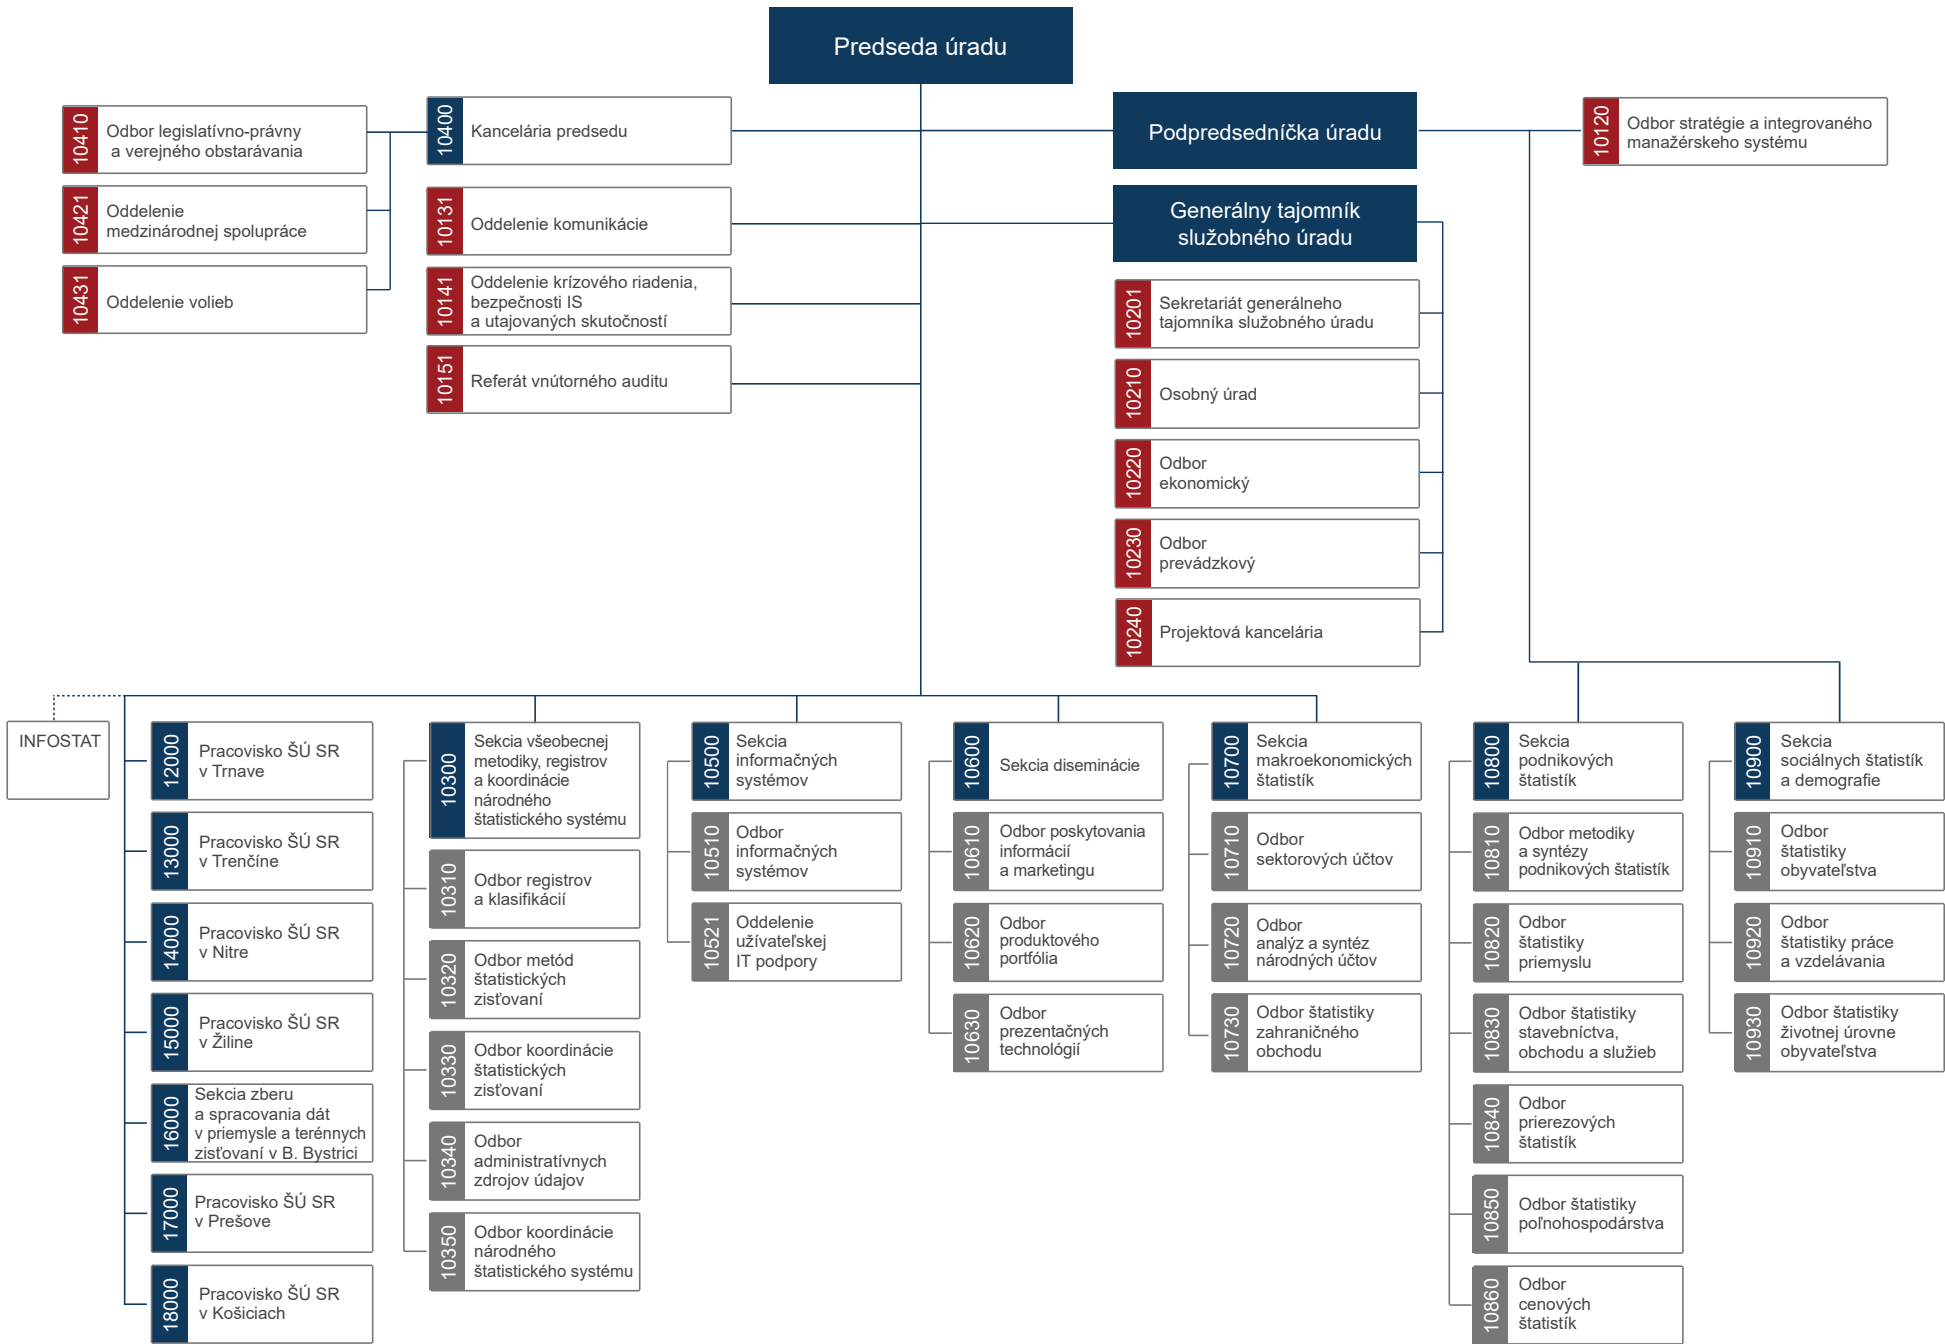 Predseda úradu
10410
Odbor legislatívno-právny
a verejného obstarávania
10421
Oddelenie
medzinárodnej spolupráce
10431
Oddelenie volieb
10400
Kancelária predsedu
10131
Oddelenie komunikácie
10141
Oddelenie krízového riadenia,
bezpečnosti IS
a utajovaných skutočností
10151
Referát vnútorného auditu
Podpredsedníčka úradu
10120
Odbor stratégie a integrovaného
manažérskeho systému
Generálny tajomník
služobného úradu
10201
Sekretariát generálneho
tajomníka služobného úradu
10210
Osobný úrad
10220
Odbor
ekonomický
10230
Odbor
prevádzkový
10240
Projektová kancelária
INFOSTAT
12000
Pracovisko ŠÚ SR
v Trnave
13000
Pracovisko ŠÚ SR
v Trenčíne
14000
Pracovisko ŠÚ SR
v Nitre
15000
Pracovisko ŠÚ SR
v Žiline
16000
Sekcia zberu
a spracovania dát
v priemysle a terénnych
zisťovaní v B. Bystrici
17000
Pracovisko ŠÚ SR
v Prešove
18000
Pracovisko ŠÚ SR
v Košiciach
10300
Sekcia všeobecnej
metodiky, registrov
a koordinácie
národného
štatistického systému
10310
Odbor registrov
a klasifikácií
10320
Odbor metód
štatistických
zisťovaní
10330
Odbor koordinácie
štatistických
zisťovaní
10340
Odbor
administratívnych
zdrojov údajov
10350
Odbor koordinácie
národného
štatistického systému
10500
Sekcia
informačných
systémov
10510
Odbor
informačných
systémov
10521
Oddelenie
užívateľskej
IT podpory
10600
Sekcia diseminácie
10610
Odbor poskytovania
informácií
a marketingu
10620
Odbor
produktového
portfólia
10630
Odbor
prezentačných
technológií
10700
Sekcia
makroekonomických
štatistík
10710
Odbor
sektorových účtov
10720
Odbor
analýz a syntéz
národných účtov
10730
Odbor štatistiky
zahraničného
obchodu
10800
Sekcia
podnikových
štatistík
10810
Odbor metodiky
a syntézy
podnikových štatistík
10820
Odbor
štatistiky
priemyslu
10830
Odbor štatistiky
stavebníctva,
obchodu a služieb
10840
Odbor
prierezových
štatistík
10850
Odbor štatistiky
poľnohospodárstva
10860
Odbor
cenových
štatistík
10900
Sekcia
sociálnych štatistík
a demografie
10910
Odbor
štatistiky
obyvateľstva
10920
Odbor
štatistiky práce
a vzdelávania
10930
Odbor štatistiky
životnej úrovne
obyvateľstva